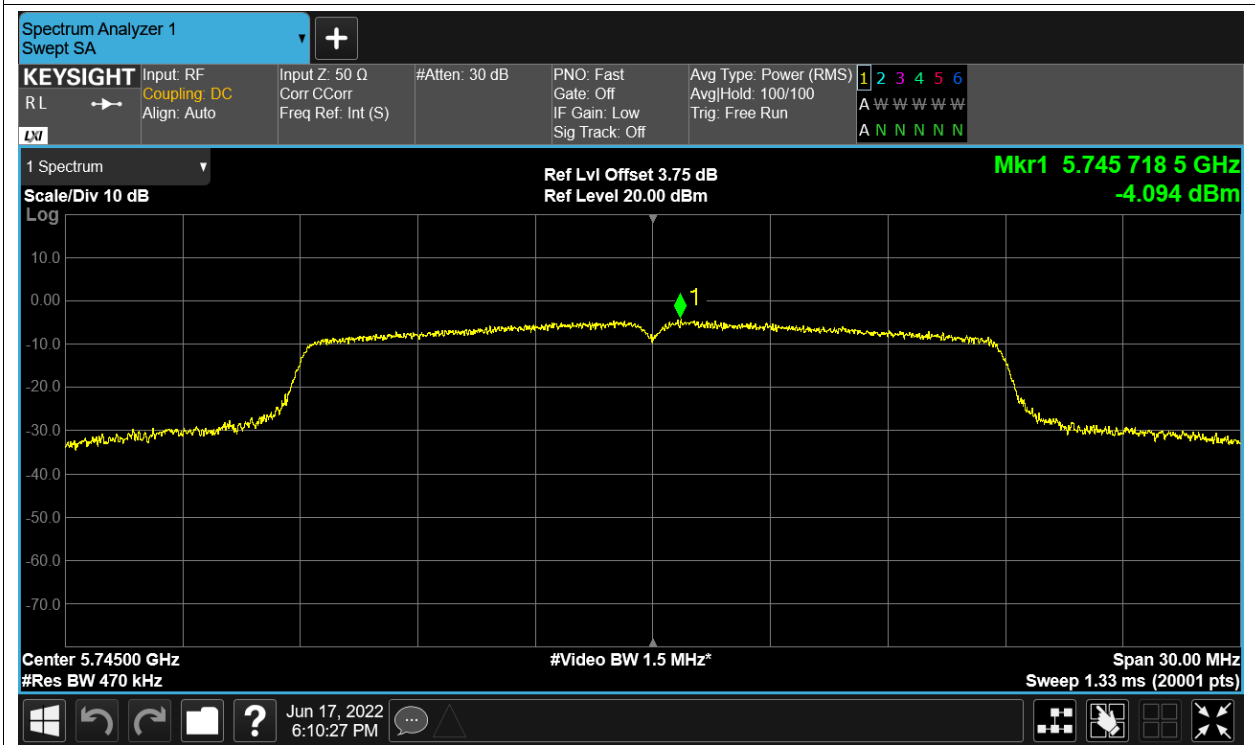 Spectrum Analyzer 1
Swept SA
KEYSIGHT
R L
LXI
Input: RF
Coupling: DC
Align: Auto
Input Z: 50 Ω
Corr CCorr
Freq Ref: Int (S)
#Atten: 30 dB
PNO: Fast
Gate: Off
IF Gain: Low
Sig Track: Off
Avg Type: Power (RMS)
Avg|Hold: 100/100
Trig: Free Run
1 2 3 4 5 6
A W W W W W
A N N N N N
1 Spectrum
Scale/Div 10 dB
Ref Lvl Offset 3.75 dB
Ref Level 20.00 dBm
Mkr1 5.745 718 5 GHz
-4.094 dBm
Log
10.0
0.00
-10.0
-20.0
-30.0
-40.0
-50.0
-60.0
-70.0
1
Center 5.74500 GHz
#Res BW 470 kHz
#Video BW 1.5 MHz*
Span 30.00 MHz
Sweep 1.33 ms (20001 pts)
?
Jun 17, 2022
6:10:27 PM